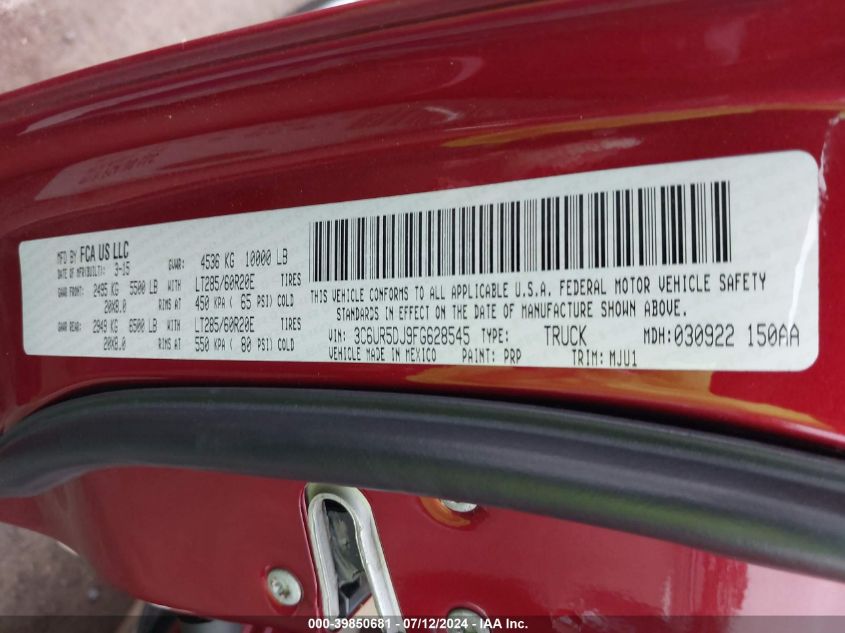 MFD BY FCA US LLC
DATE OF MFR(BUILT): 3-15
GVWR: 4536 KG 10000 LB
GAWR FRONT: 2495 KG 5500 LB WITH LT285/60R20E TIRES
20X8.0 RIMS AT 450 KPA ( 65 PSI) COLD
GAWR REAR: 2949 KG 6500 LB WITH LT285/60R20E TIRES
20X8.0 RIMS AT 550 KPA ( 80 PSI) COLD
THIS VEHICLE CONFORMS TO ALL APPLICABLE U.S.A. FEDERAL MOTOR VEHICLE SAFETY
STANDARDS IN EFFECT ON THE DATE OF MANUFACTURE SHOWN ABOVE.
VIN: 3C6UR5DJ9FG628545 TYPE: TRUCK MDH:030922 150AA
VEHICLE MADE IN MEXICO PAINT: PRP TRIM: MJU1
000-39850681 - 07/12/2024 - IAA Inc.